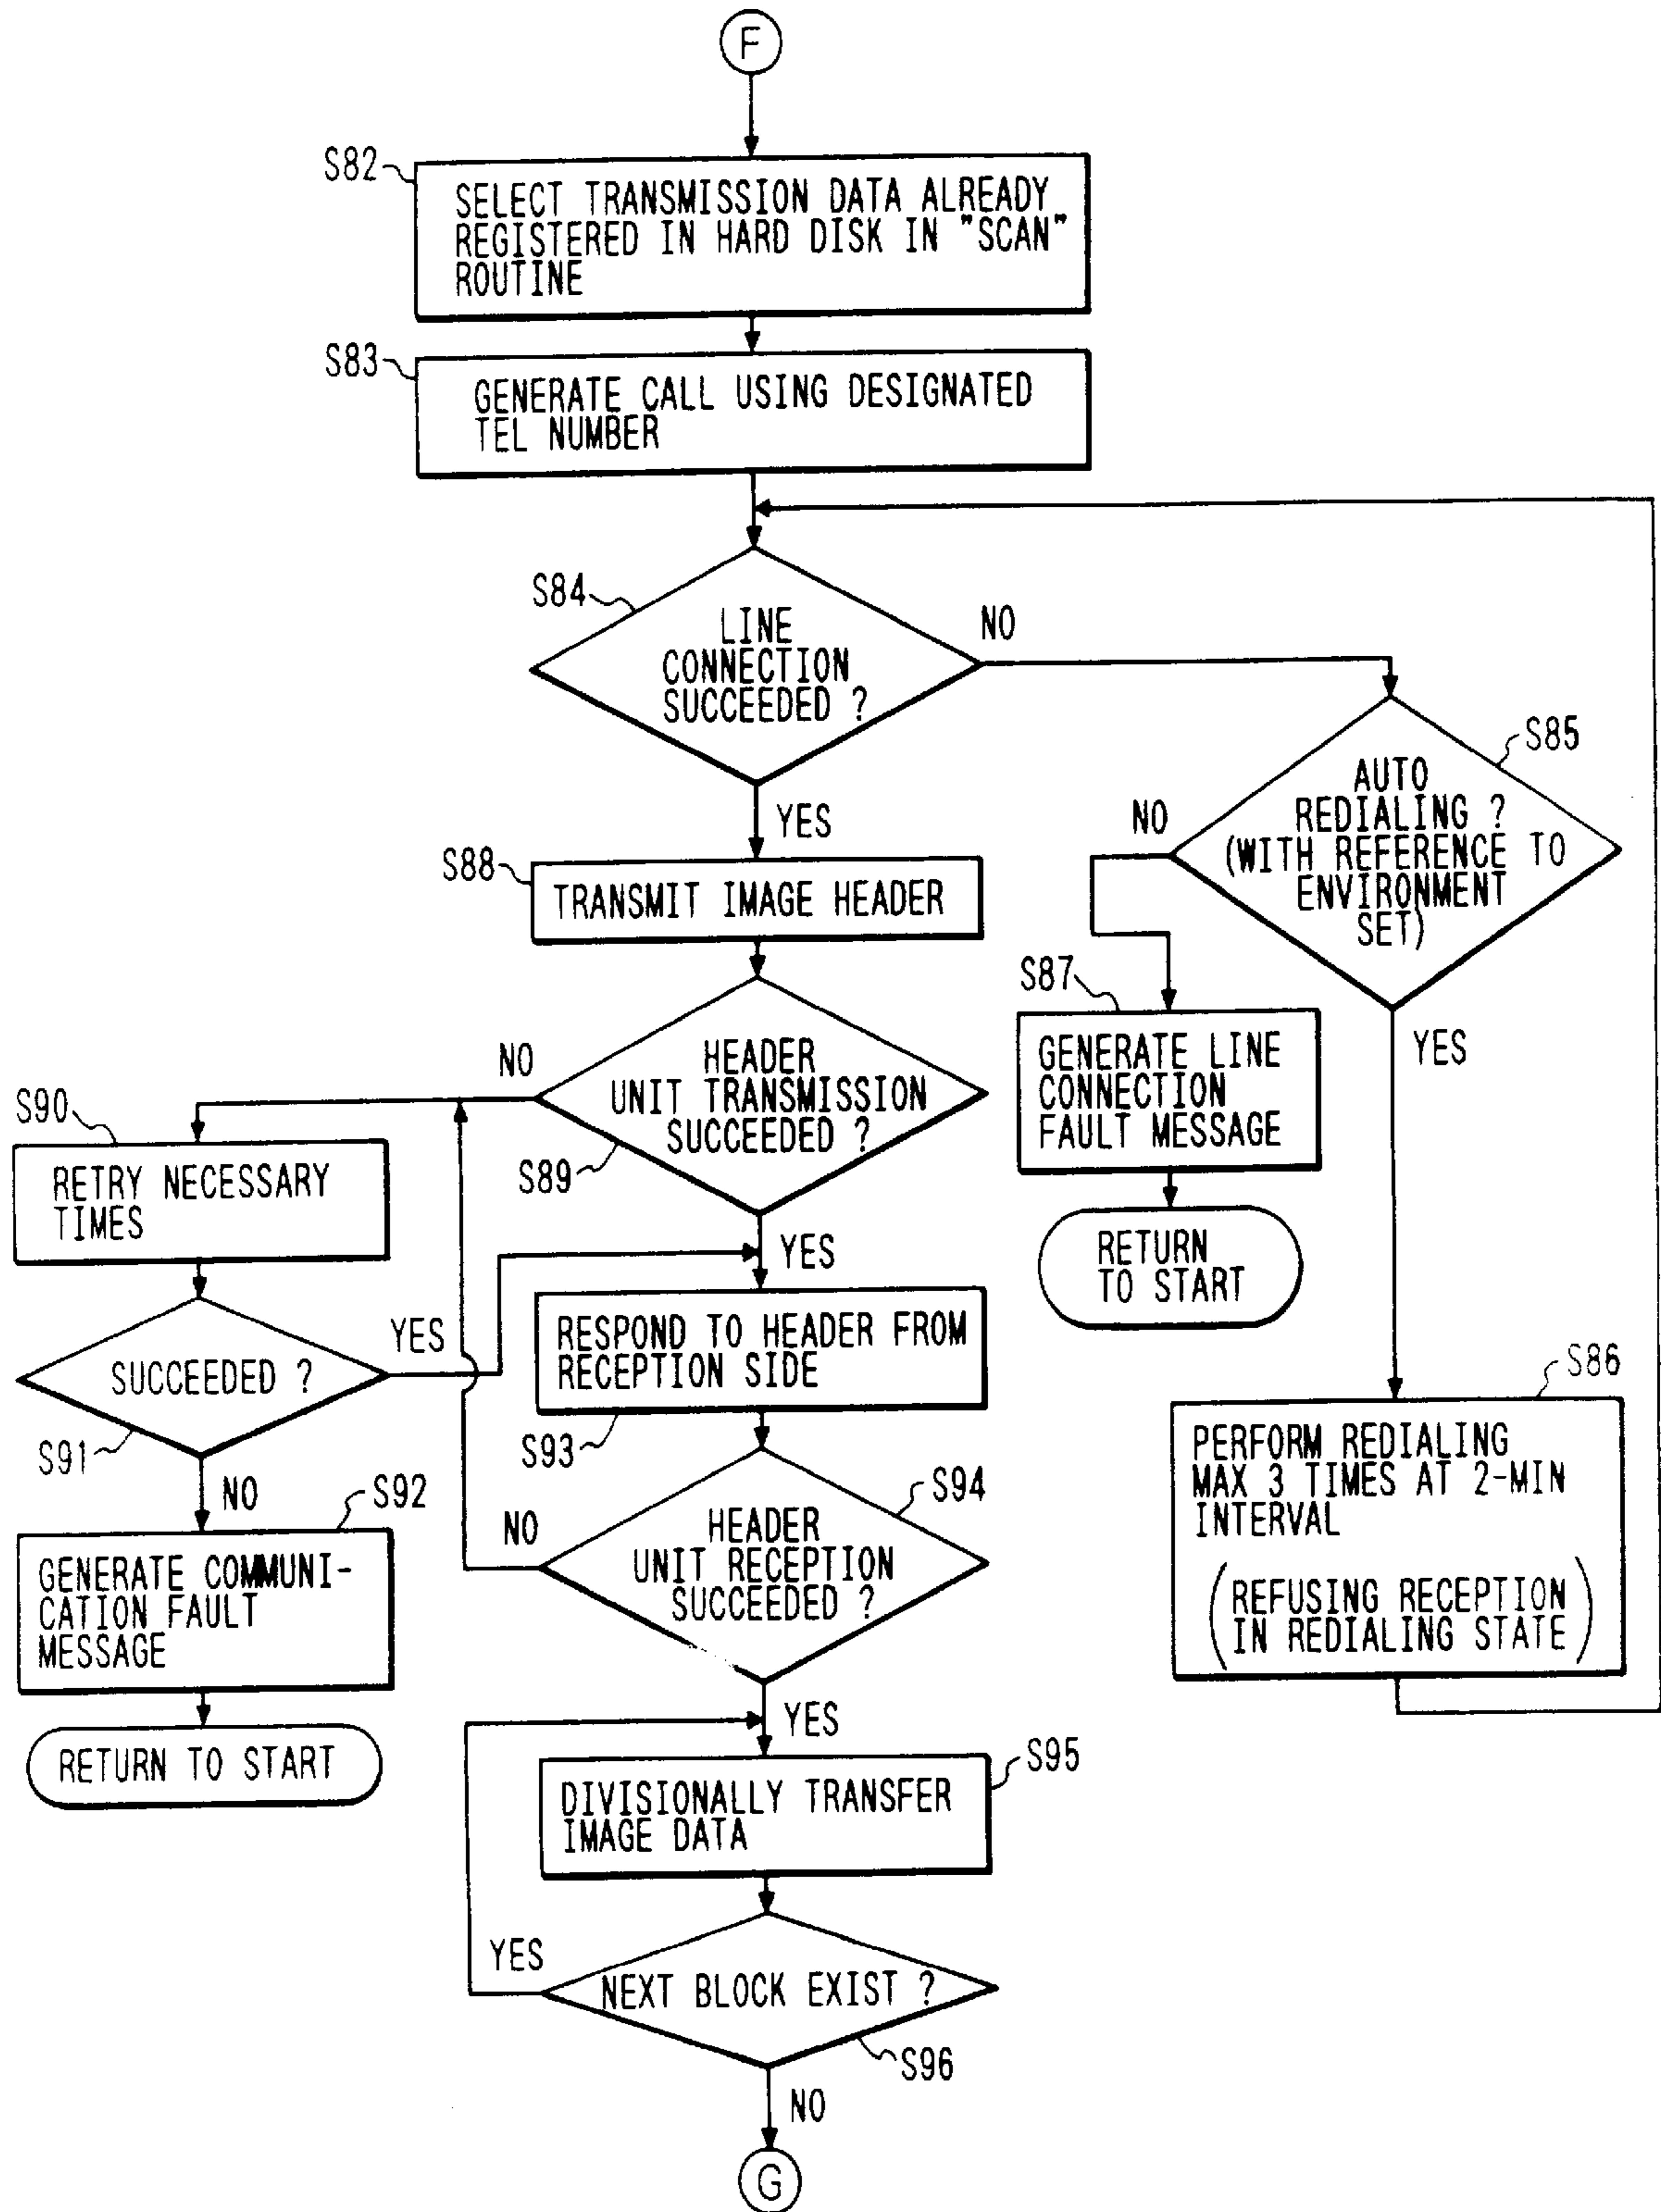 F
S82
SELECT TRANSMISSION DATA ALREADY
REGISTERED IN HARD DISK IN "SCAN"
ROUTINE
S83
GENERATE CALL USING DESIGNATED
TEL NUMBER
S84
LINE
CONNECTION
SUCCEEDED ?
NO
YES
S85
AUTO
REDIALING ?
(WITH REFERENCE TO
ENVIRONMENT
SET)
NO
YES
S88
TRANSMIT IMAGE HEADER
S87
GENERATE LINE
CONNECTION
FAULT MESSAGE
RETURN
TO START
S89
HEADER
UNIT TRANSMISSION
SUCCEEDED ?
NO
YES
S90
RETRY NECESSARY
TIMES
SUCCEEDED ?
YES
S91
NO
S92
GENERATE COMMUNI-
CATION FAULT
MESSAGE
RETURN TO START
RESPOND TO HEADER FROM
RECEPTION SIDE
S93
S94
HEADER
UNIT RECEPTION
SUCCEEDED ?
NO
YES
S86
PERFORM REDIALING
MAX 3 TIMES AT 2-MIN
INTERVAL
(REFUSING RECEPTION
IN REDIALING STATE)
S95
DIVISIONALLY TRANSFER
IMAGE DATA
YES
NEXT BLOCK EXIST ?
S96
NO
G